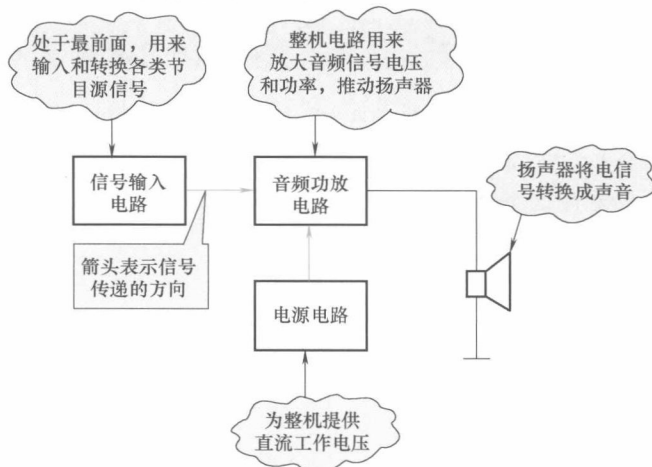 处于最前面，用来
输入和转换各类节
目源信号
整机电路用来
放大音频信号电压
和功率，推动扬声器
信号输入
电路
音频功放
电路
扬声器将电信
号转换成声音
箭头表示信号
传递的方向
电源电路
为整机提供
直流工作电压